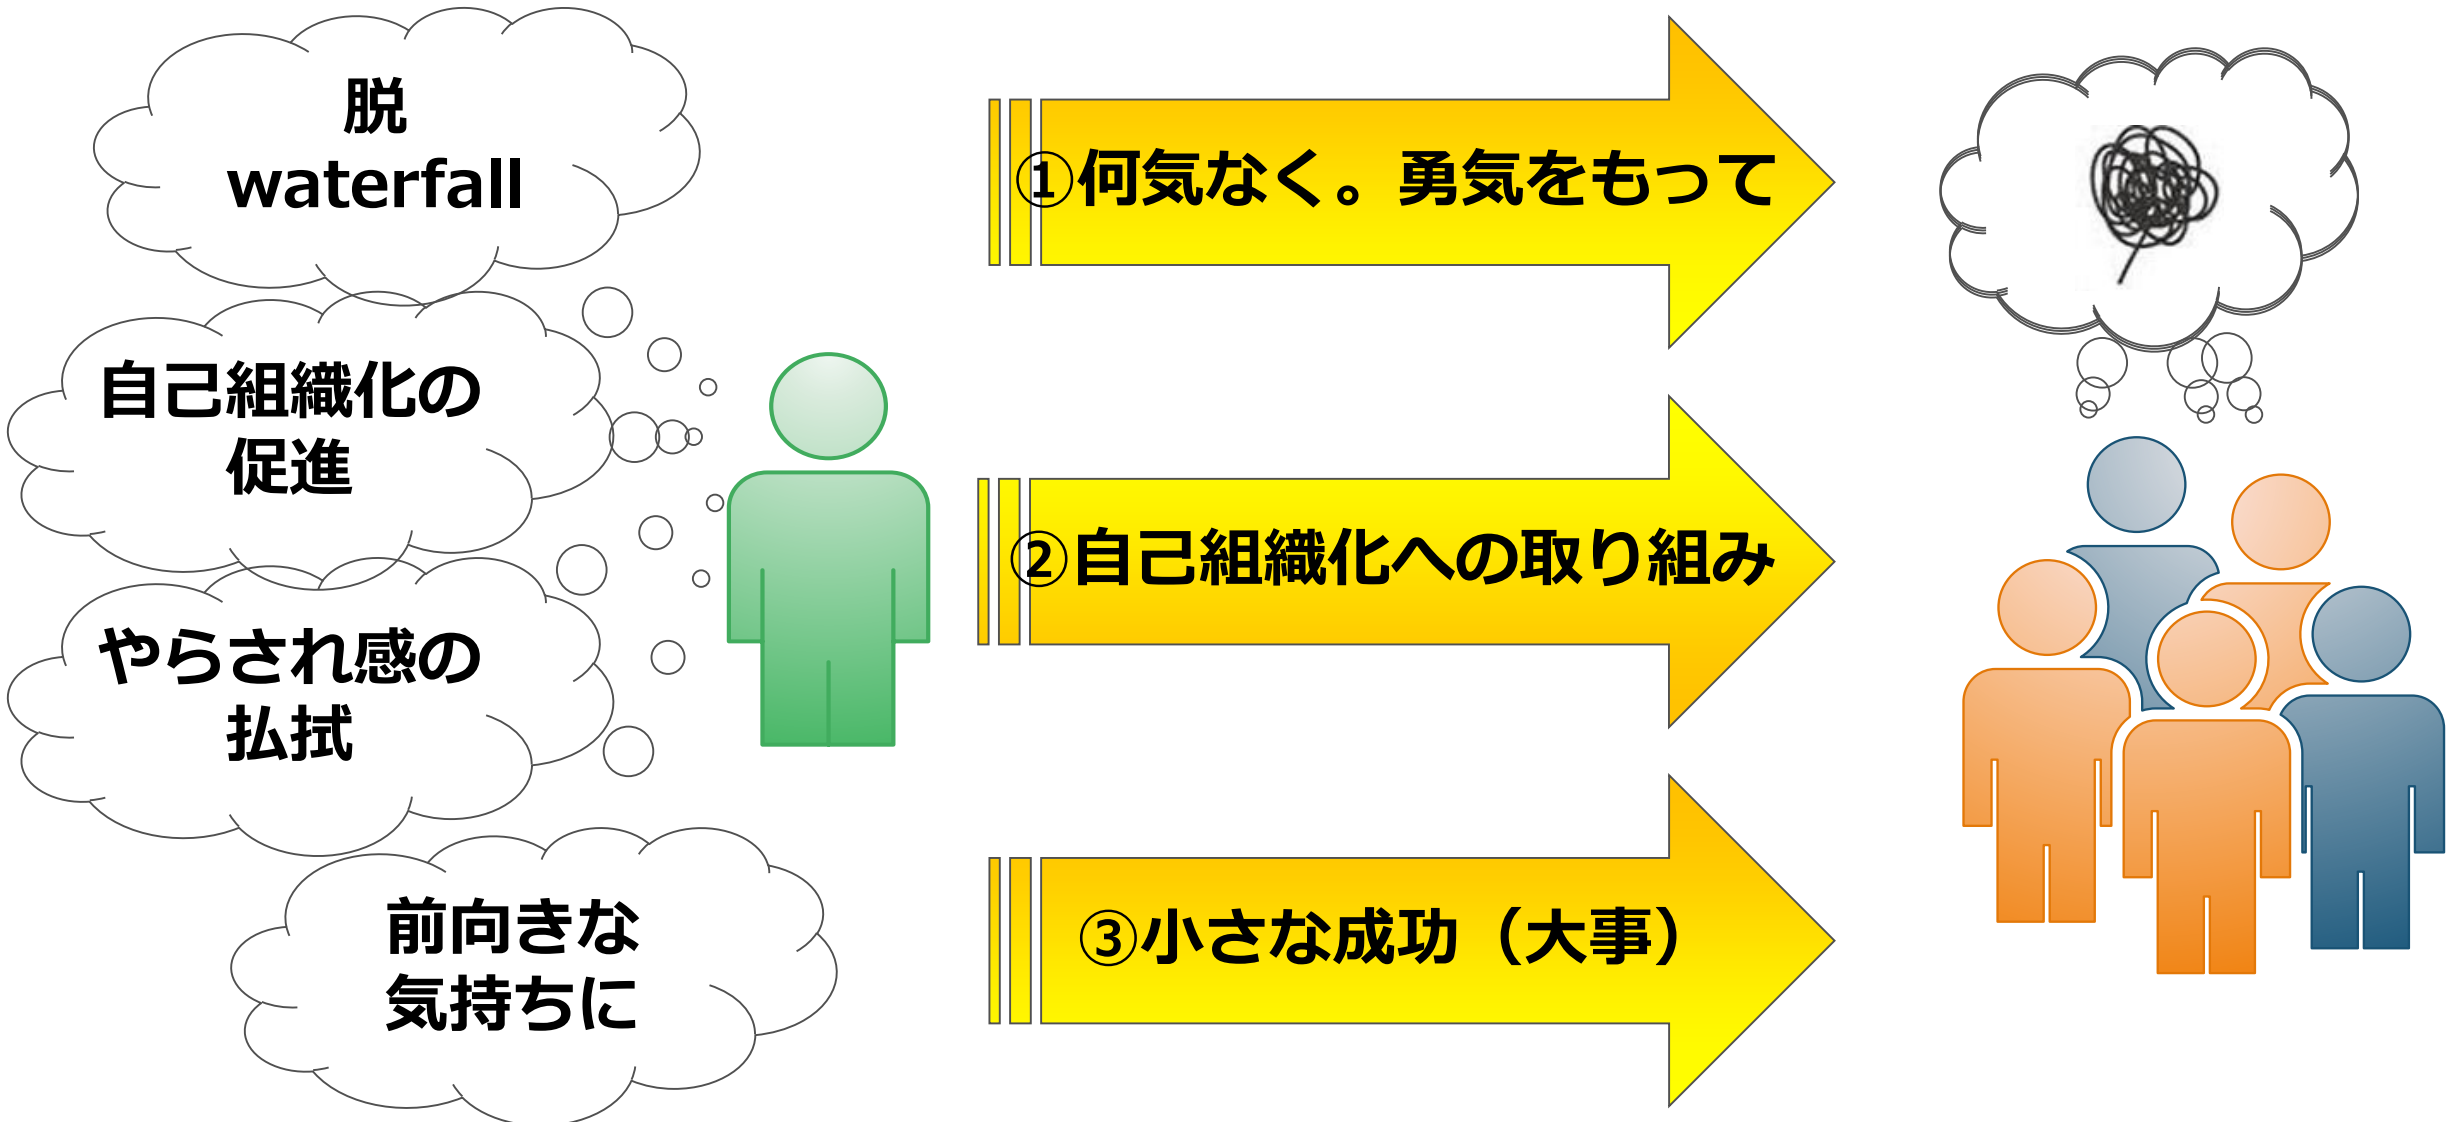 脱
waterfall
自己組織化の
促進
やらされ感の
払拭
前向きな
気持ちに
①何気なく。勇気をもって
②自己組織化への取り組み
③小さな成功（大事）